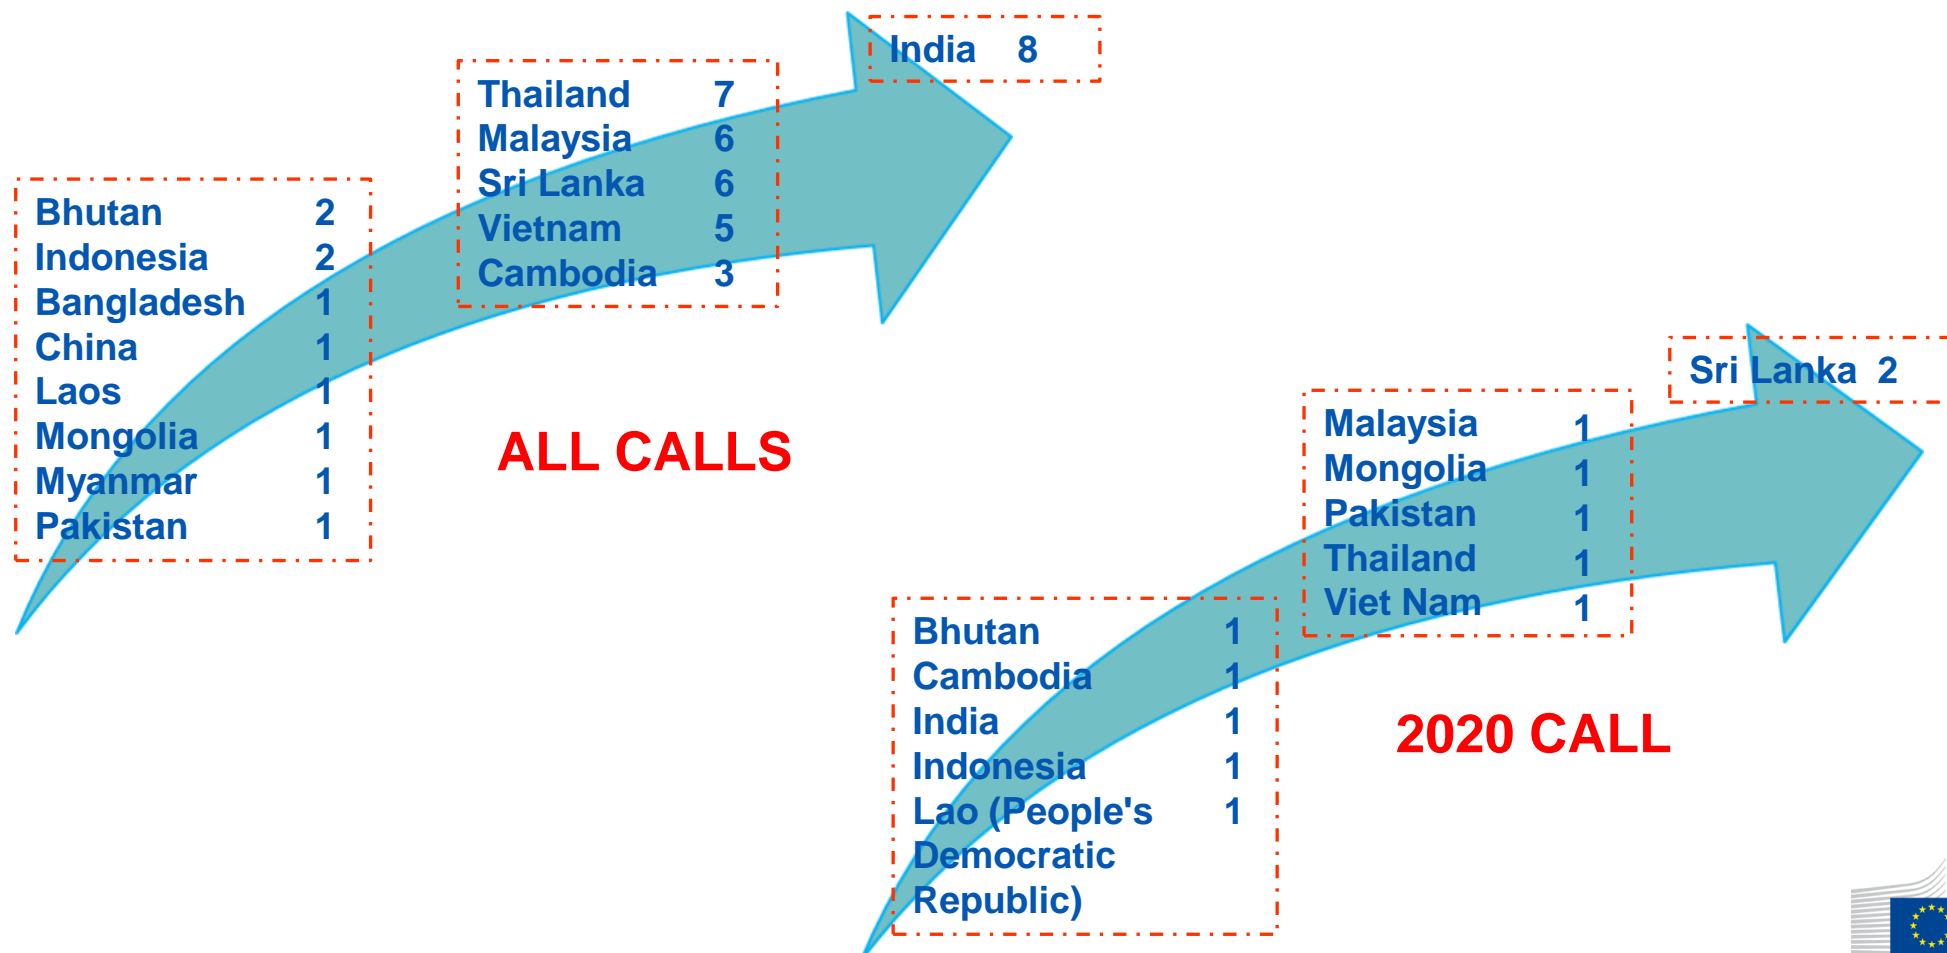 India 8
Thailand 7
Malaysia 6
Sri Lanka 6
Vietnam 5
Cambodia 3
Bhutan 2
Indonesia 2
Bangladesh 1
China 1
Laos 1
Mongolia 1
Myanmar 1
Pakistan 1
ALL CALLS
Sri Lanka 2
Malaysia 1
Mongolia 1
Pakistan 1
Thailand 1
Viet Nam 1
Bhutan 1
Cambodia 1
India 1
Indonesia 1
Lao (People's 1
Democratic
Republic)
2020 CALL